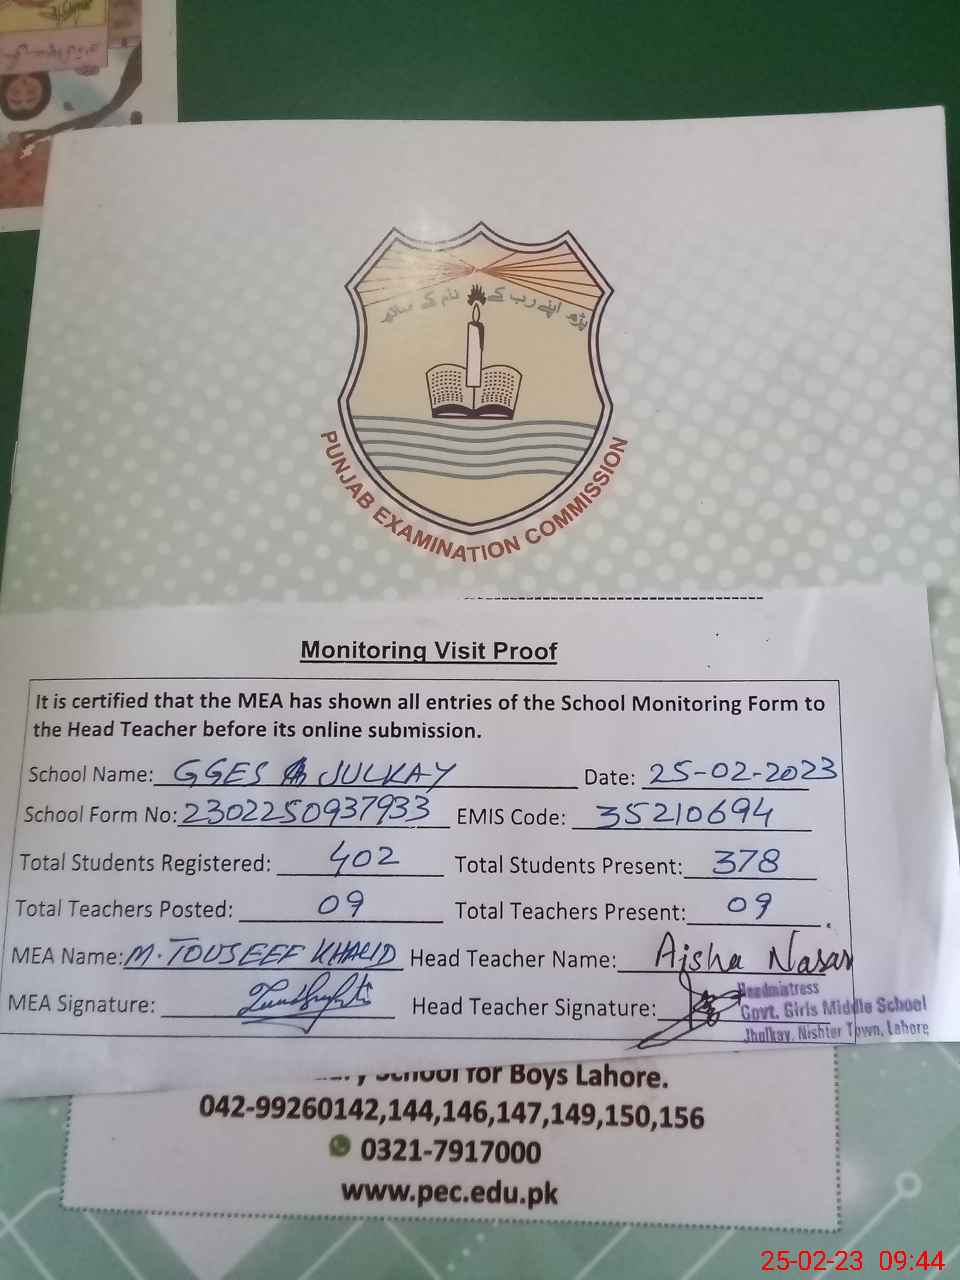 پڑھ اپنے رب کے نام کے ساتھ
PUNJAB EXAMINATION COMMISSION
Monitoring Visit Proof
It is certified that the MEA has shown all entries of the School Monitoring Form to
the Head Teacher before its online submission.
School Name: GGES JULKAY Date: 25-02-2023
School Form No: 2302250937933 EMIS Code: 35210694
Total Students Registered: 402 Total Students Present: 378
Total Teachers Posted: 09 Total Teachers Present: 09
MEA Name: M. TOUSEEF KHALID Head Teacher Name: Aisha Nasar
MEA Signature: Head Teacher Signature:
Headmistress
Govt. Girls Middle School
Jhulkay, Nishter Town, Lahore
School for Boys Lahore.
042-99260142,144,146,147,149,150,156
0321-7917000
www.pec.edu.pk
25-02-23 09:44